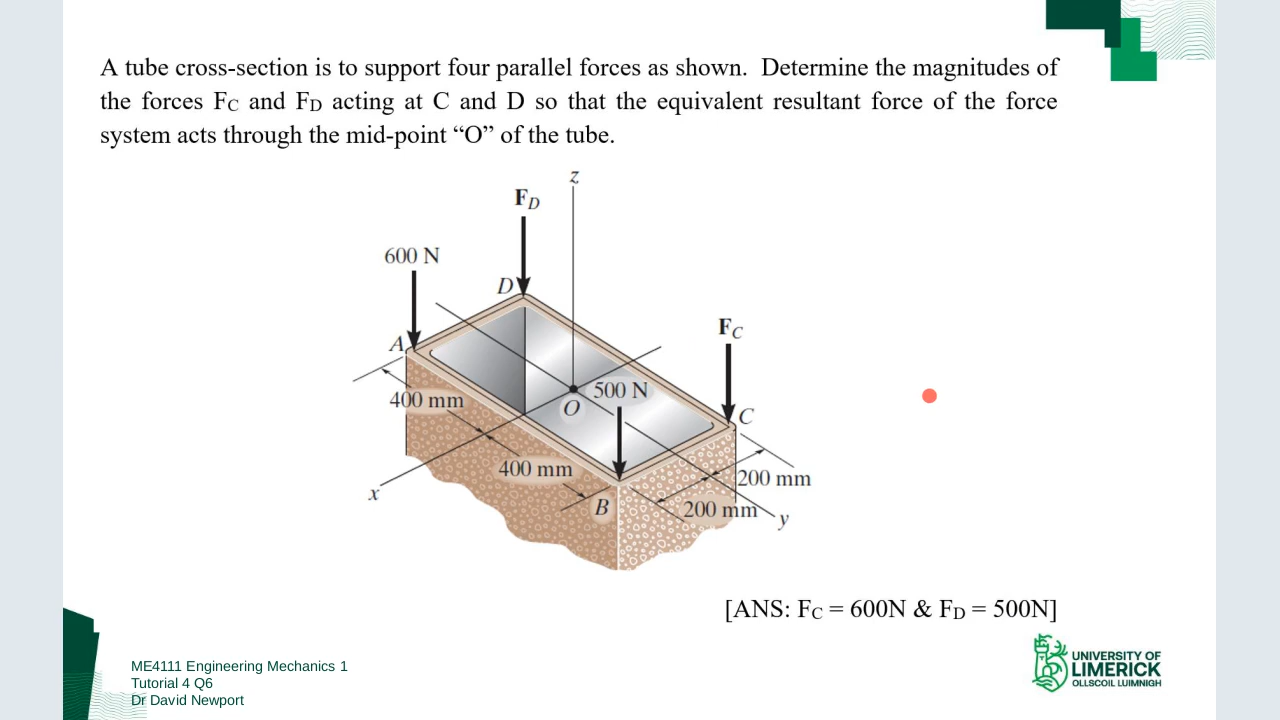 A tube cross-section is to support four parallel forces as shown. Determine the magnitudes of
the forces FC and FD acting at C and D so that the equivalent resultant force of the force
system acts through the mid-point “O” of the tube.
z
FD
600 N
D
FC
A
400 mm
500 N
O
C
400 mm
200 mm
x
B
200 mm
y
[ANS: FC = 600N & FD = 500N]
ME4111 Engineering Mechanics 1
Tutorial 4 Q6
Dr David Newport
UNIVERSITY OF
LIMERICK
OLLSCOIL LUIMNIGH